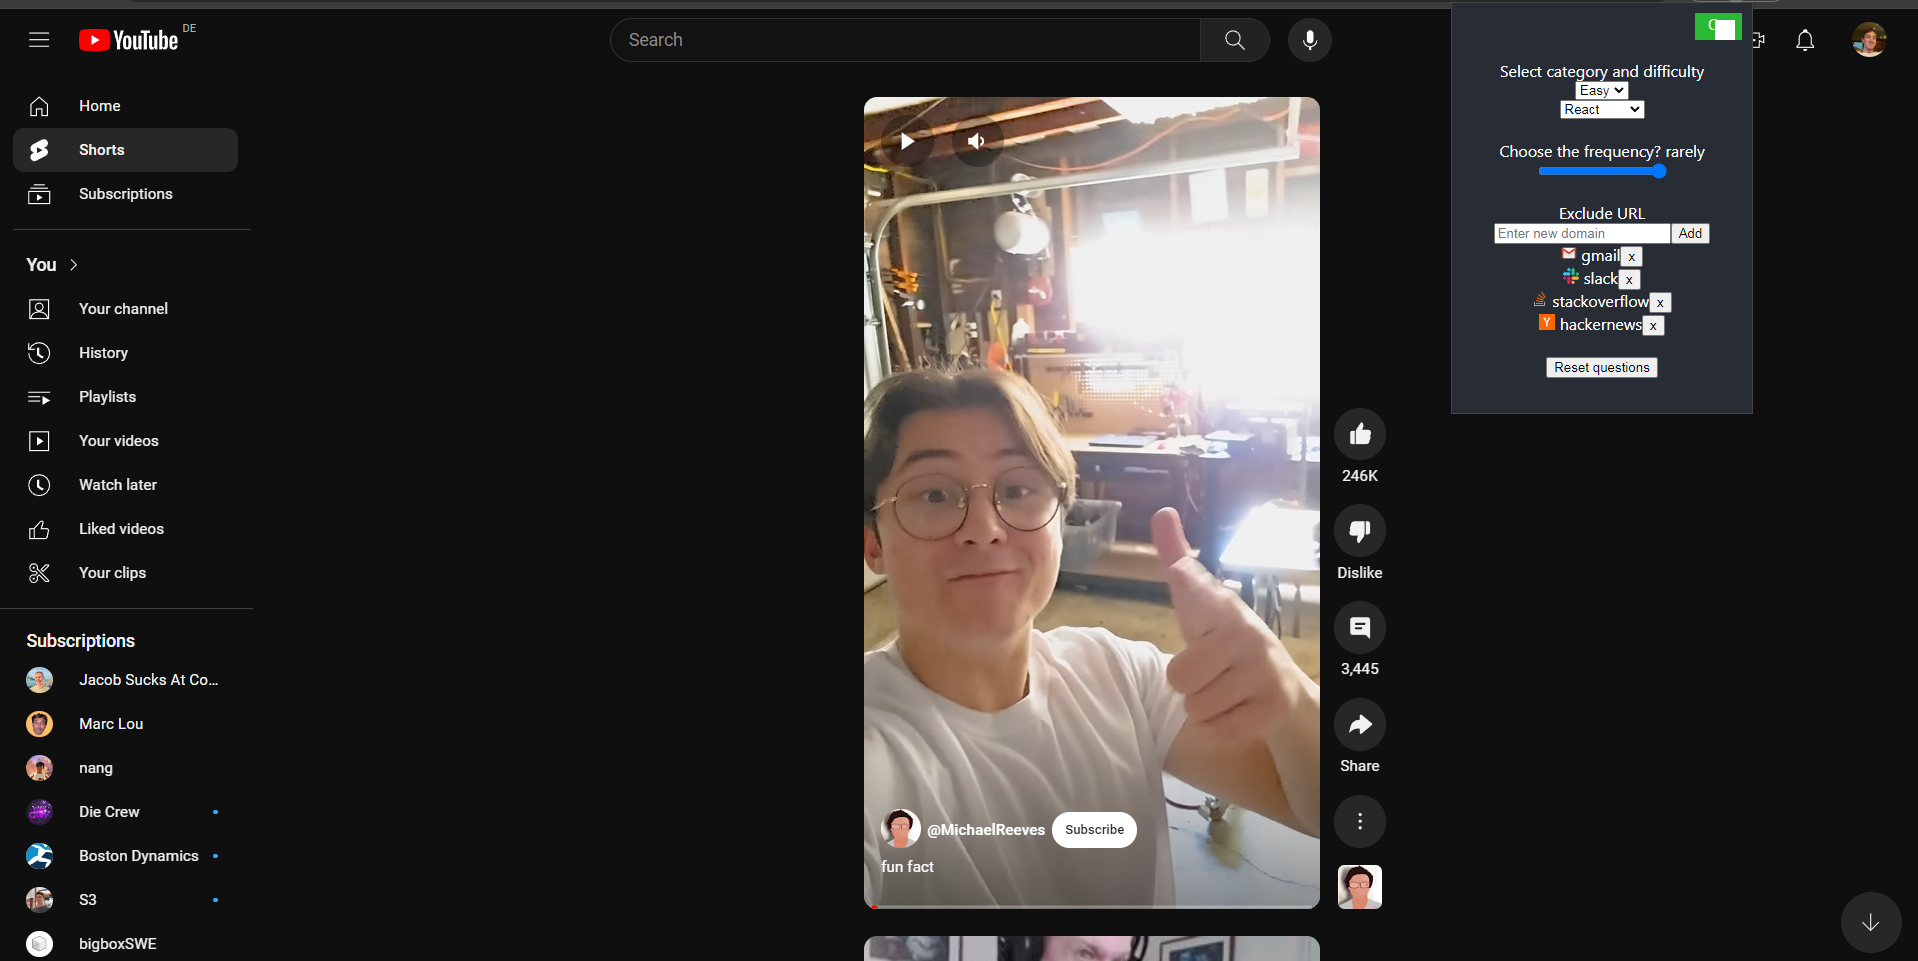 YouTube DE
Search
Home
Shorts
Subscriptions
You
Your channel
History
Playlists
Your videos
Watch later
Liked videos
Your clips
Subscriptions
Jacob Sucks At Co...
Marc Lou
nang
Die Crew
Boston Dynamics
S3
bigboxSWE
@MichaelReeves Subscribe
fun fact
246K
Dislike
3,445
Share
Select category and difficulty
Easy
React
Choose the frequency? rarely
Exclude URL
Enter new domain Add
gmail x
slack x
stackoverflow x
Y hackernews x
Reset questions